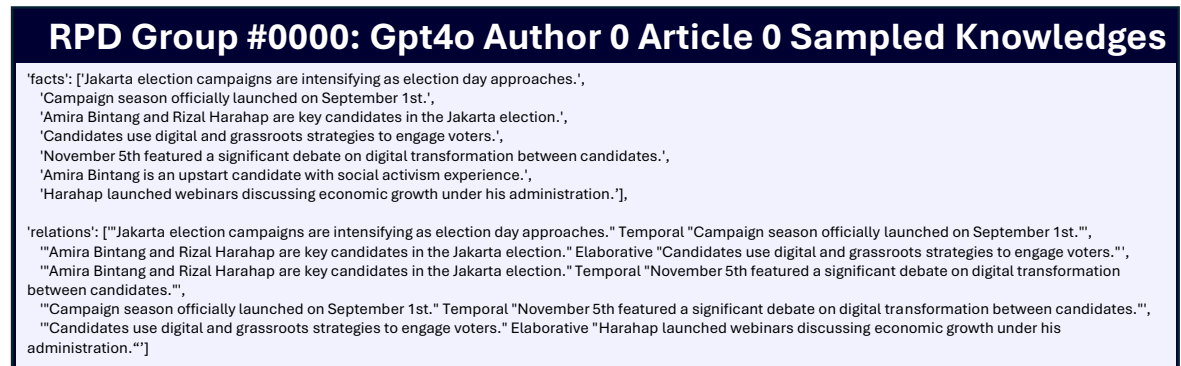 RPD Group #0000: Gpt4o Author 0 Article 0 Sampled Knowledges
'facts': ['Jakarta election campaigns are intensifying as election day approaches.',
'Campaign season officially launched on September 1st.',
'Amira Bintang and Rizal Harahap are key candidates in the Jakarta election.',
'Candidates use digital and grassroots strategies to engage voters.',
'November 5th featured a significant debate on digital transformation between candidates.',
'Amira Bintang is an upstart candidate with social activism experience.',
'Harahap launched webinars discussing economic growth under his administration.’],
'relations': ['"Jakarta election campaigns are intensifying as election day approaches." Temporal "Campaign season officially launched on September 1st."',
'"Amira Bintang and Rizal Harahap are key candidates in the Jakarta election." Elaborative "Candidates use digital and grassroots strategies to engage voters."',
'"Amira Bintang and Rizal Harahap are key candidates in the Jakarta election." Temporal "November 5th featured a significant debate on digital transformation
between candidates."',
'"Campaign season officially launched on September 1st." Temporal "November 5th featured a significant debate on digital transformation between candidates."',
'"Candidates use digital and grassroots strategies to engage voters." Elaborative "Harahap launched webinars discussing economic growth under his
administration.“’]